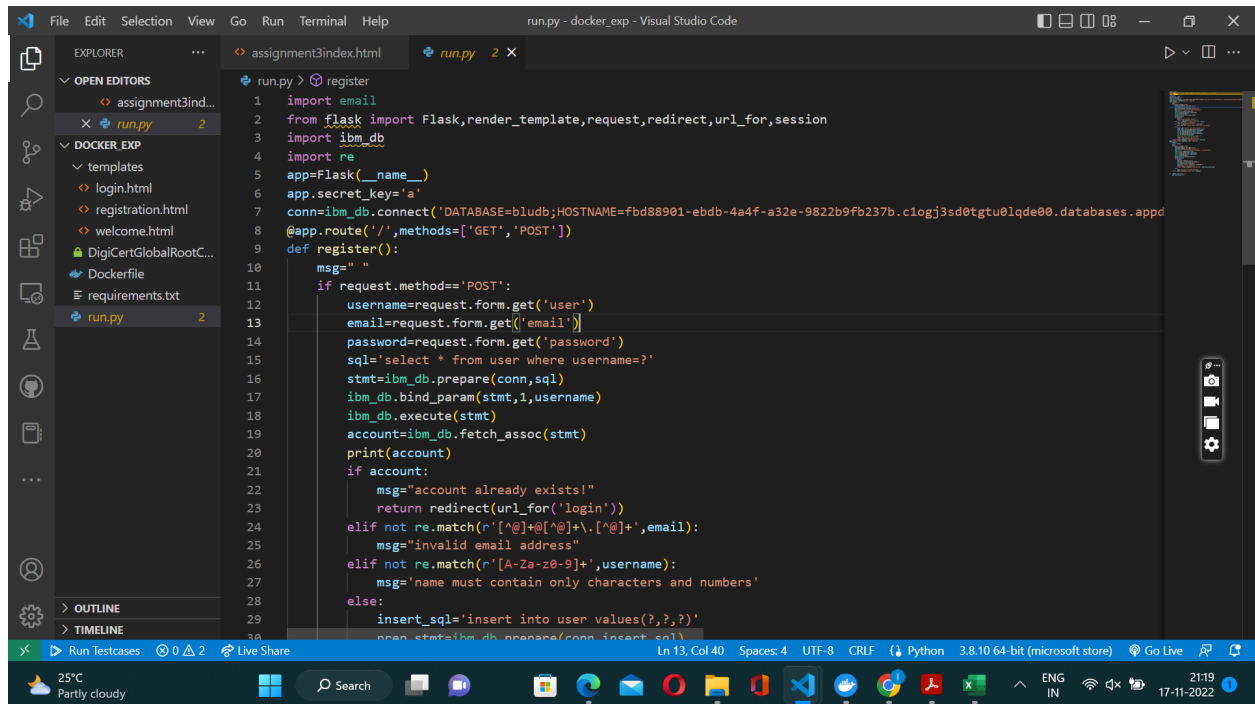 File Edit Selection View Go Run Terminal Help run.py - docker_exp - Visual Studio Code
EXPLORER
OPEN EDITORS
assignment3ind...
run.py 2
DOCKER_EXP
templates
login.html
registration.html
welcome.html
DigiCertGlobalRootC...
Dockerfile
requirements.txt
run.py 2
OUTLINE
TIMELINE
assignment3index.html run.py 2
run.py > register
1 import email
2 from flask import Flask,render_template,request,redirect,url_for,session
3 import ibm_db
4 import re
5 app=Flask(__name__)
6 app.secret_key='a'
7 conn=ibm_db.connect('DATABASE=bludb;HOSTNAME=fbd88901-ebdb-4a4f-a32e-9822b9fb237b.c1ogj3sd0tgtu0lqde00.databases.appd
8 @app.route('/',methods=['GET','POST'])
9 def register():
10 msg=" "
11 if request.method=='POST':
12 username=request.form.get('user')
13 email=request.form.get('email')
14 password=request.form.get('password')
15 sql='select * from user where username=?'
16 stmt=ibm_db.prepare(conn,sql)
17 ibm_db.bind_param(stmt,1,username)
18 ibm_db.execute(stmt)
19 account=ibm_db.fetch_assoc(stmt)
20 print(account)
21 if account:
22 msg="account already exists!"
23 return redirect(url_for('login'))
24 elif not re.match(r'[^@]+@[^@]+\.[^@]+',email):
25 msg="invalid email address"
26 elif not re.match(r'[A-Za-z0-9]+',username):
27 msg='name must contain only characters and numbers'
28 else:
29 insert_sql='insert into user values(?,?,?)'
30 prep_stmt=ibm_db.prepare(conn,insert_sql)
Run Testcases 0 2 Live Share Ln 13, Col 40 Spaces: 4 UTF-8 CRLF Python 3.8.10 64-bit (microsoft store) Go Live
25°C
Partly cloudy
Search
ENG
IN
21:19
17-11-2022
1